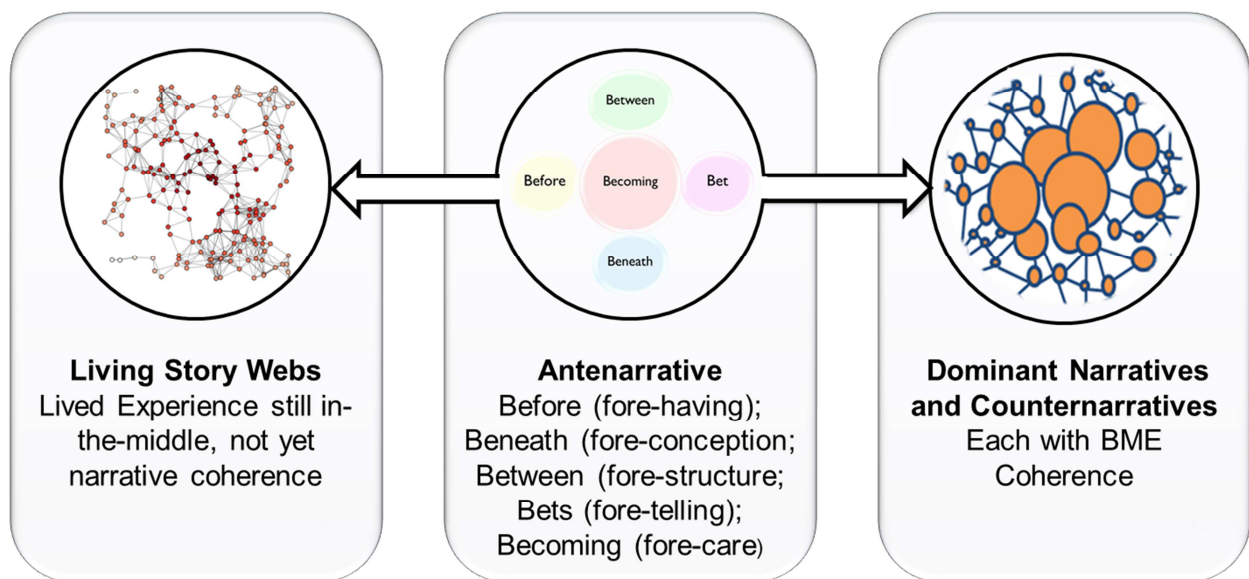 Living Story Webs
Lived Experience still in-
the-middle, not yet
narrative coherence
Between
Before
Becoming
Bet
Beneath
Antenarrative
Before (fore-having);
Beneath (fore-conception;
Between (fore-structure;
Bets (fore-telling);
Becoming (fore-care)
Dominant Narratives
and Counternarratives
Each with BME
Coherence